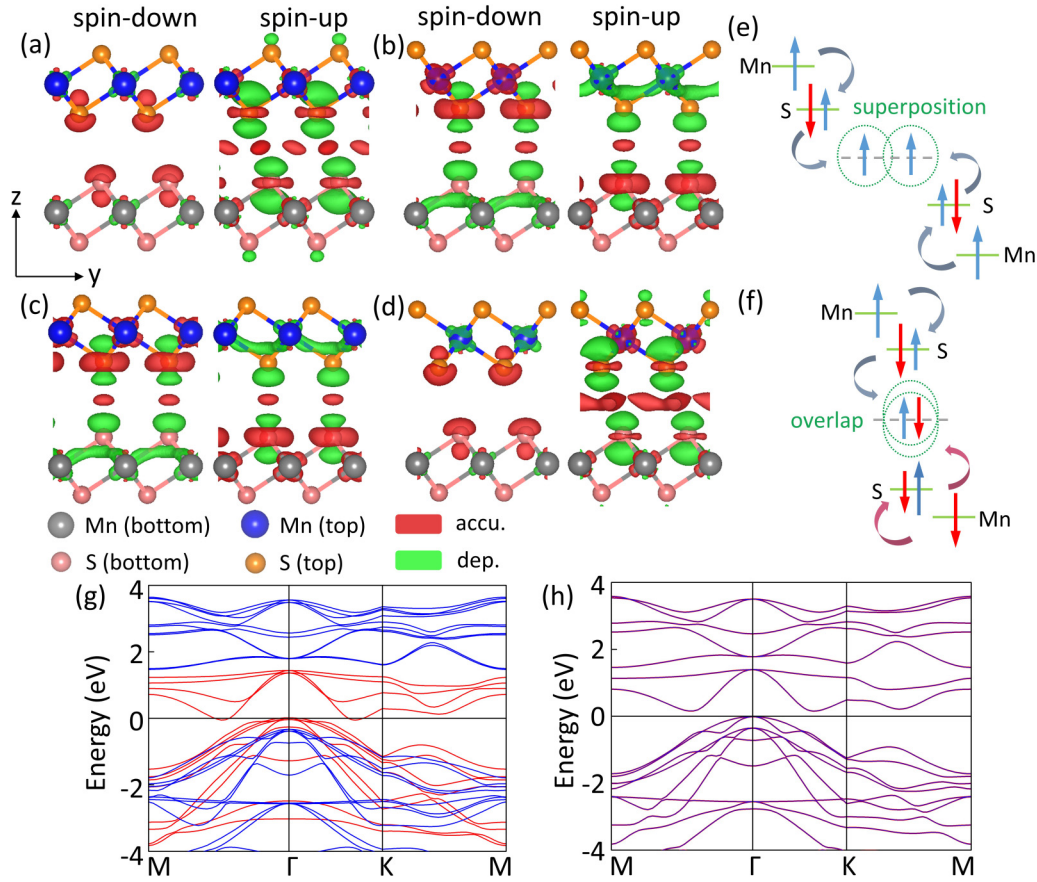 spin-down spin-up spin-down spin-up
(a) (b) (e)
Mn
S superposition
z
S
y
Mn
(c) (d) (f)
Mn
S
overlap
S
Mn
Mn (bottom) Mn (top) accu.
S (bottom) S (top) dep.
(g) (h)
4 4
2 2
0 0
-2 -2
-4 -4
Energy (eV) Energy (eV)
M Γ K M M Γ K M